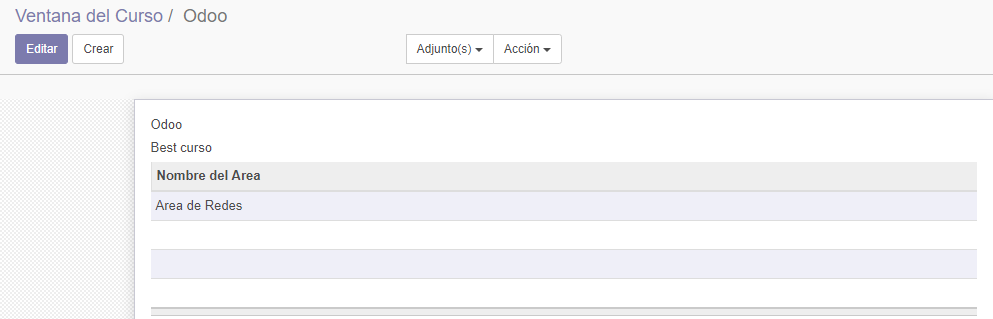 Ventana del Curso / Odoo
Editar Crear Adjunto(s) Acción
Odoo
Best curso
Nombre del Area
Area de Redes